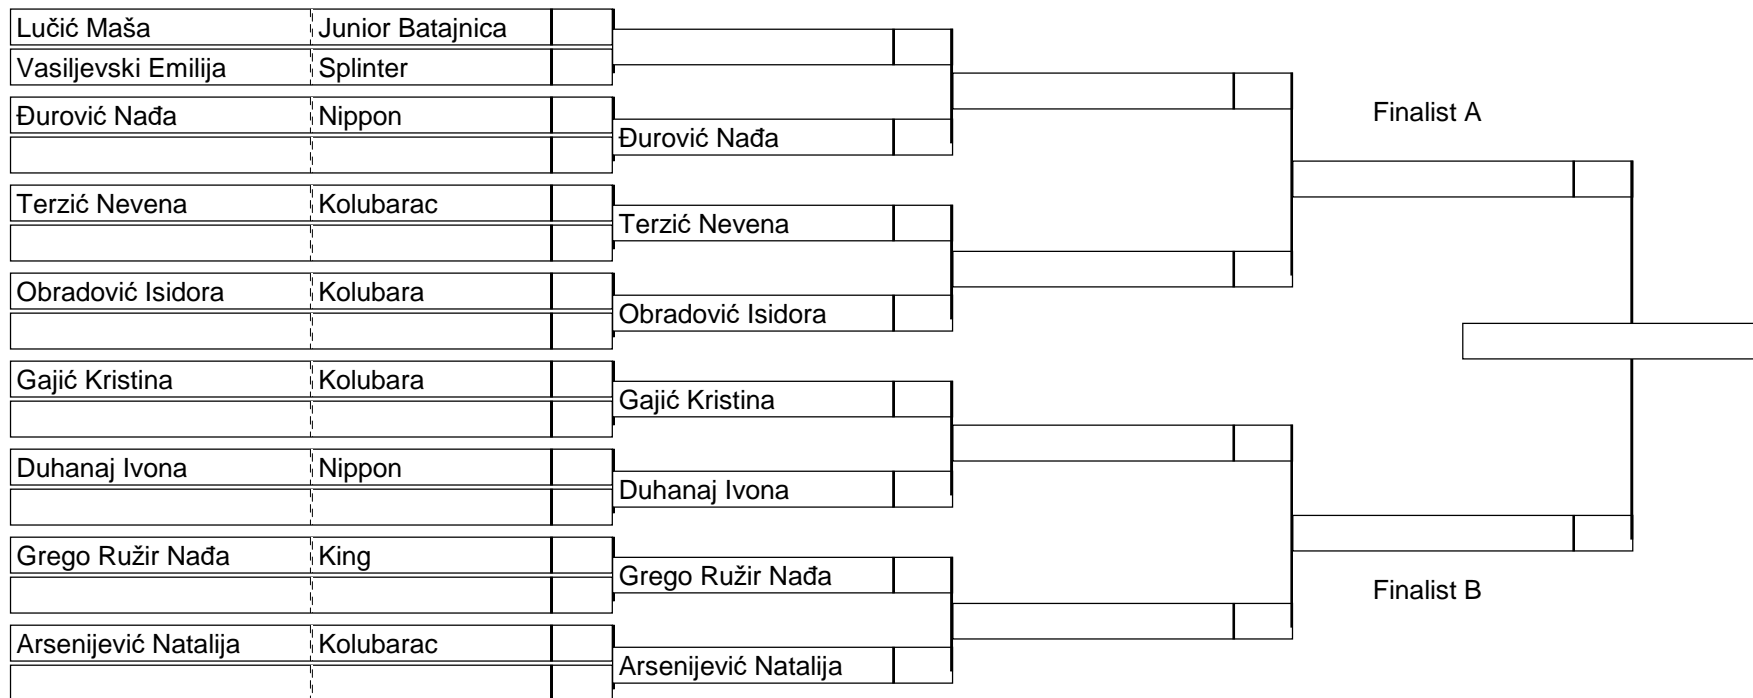 Lučić Maša Junior Batajnica
Vasiljevski Emilija Splinter
Đurović Nađa Nippon
Terzić Nevena Kolubarac
Obradović Isidora Kolubara
Gajić Kristina Kolubara
Duhanaj Ivona Nippon
Grego Ružir Nađa King
Arsenijević Natalija Kolubarac
Đurović Nađa
Terzić Nevena
Obradović Isidora
Gajić Kristina
Duhanaj Ivona
Grego Ružir Nađa
Arsenijević Natalija
Finalist A
Finalist B